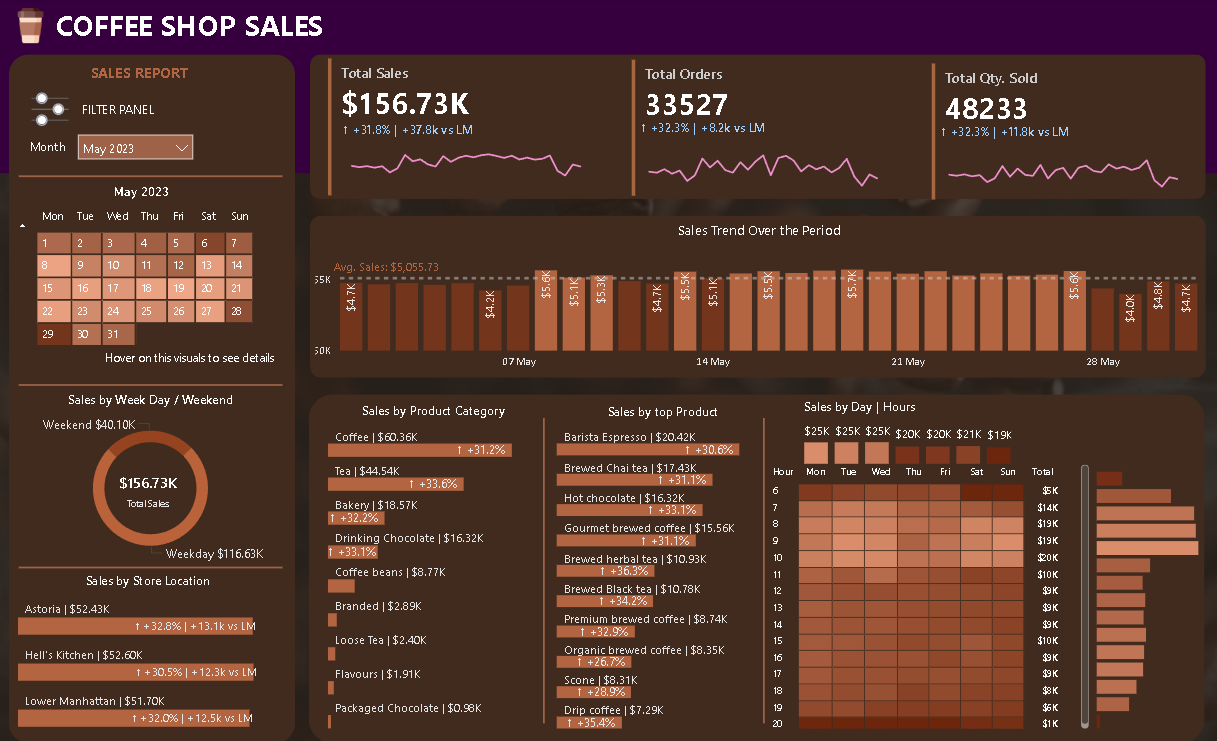 COFFEE SHOP SALES
SALES REPORT
FILTER PANEL
Month
May 2023
May 2023
Mon Tue Wed Thu Fri Sat Sun
1 2 3 4 5 6 7
8 9 10 11 12 13 14
15 16 17 18 19 20 21
22 23 24 25 26 27 28
29 30 31
Hover on this visuals to see details
Sales by Week Day / Weekend
Weekend $40.10K
$156.73K
Total Sales
Weekday $116.63K
Sales by Store Location
Astoria | $52.43K
↑ +32.8% | +13.1k vs LM
Hell's Kitchen | $52.60K
↑ +30.5% | +12.3k vs LM
Lower Manhattan | $51.70K
↑ +32.0% | +12.5k vs LM
Total Sales
$156.73K
↑ +31.8% | +37.8k vs LM
Total Orders
33527
↑ +32.3% | +8.2k vs LM
Total Qty. Sold
48233
↑ +32.3% | +11.8k vs LM
Sales Trend Over the Period
Avg. Sales: $5,055.73
$5K
$0K
$4.7K $4.2K $5.6K $5.1K $5.3K $4.7K $5.5K $5.1K $5.5K $5.7K $5.6K $4.0K $4.8K $4.7K
07 May 14 May 21 May 28 May
Sales by Product Category
Coffee | $60.36K
↑ +31.2%
Tea | $44.54K
↑ +33.6%
Bakery | $18.57K
↑ +32.2%
Drinking Chocolate | $16.32K
↑ +33.1%
Coffee beans | $8.77K
Branded | $2.89K
Loose Tea | $2.40K
Flavours | $1.91K
Packaged Chocolate | $0.98K
Sales by top Product
Barista Espresso | $20.42K
↑ +30.6%
Brewed Chai tea | $17.43K
↑ +31.1%
Hot chocolate | $16.32K
↑ +33.1%
Gourmet brewed coffee | $15.56K
↑ +31.1%
Brewed herbal tea | $10.93K
↑ +36.3%
Brewed Black tea | $10.78K
↑ +34.2%
Premium brewed coffee | $8.74K
↑ +32.9%
Organic brewed coffee | $8.35K
↑ +26.7%
Scone | $8.31K
↑ +28.9%
Drip coffee | $7.29K
↑ +35.4%
Sales by Day | Hours
$25K $25K $25K $20K $20K $21K $19K
Hour Mon Tue Wed Thu Fri Sat Sun Total
6 $5K
7 $14K
8 $19K
9 $19K
10 $20K
11 $10K
12 $9K
13 $9K
14 $9K
15 $10K
16 $9K
17 $9K
18 $8K
19 $6K
20 $1K